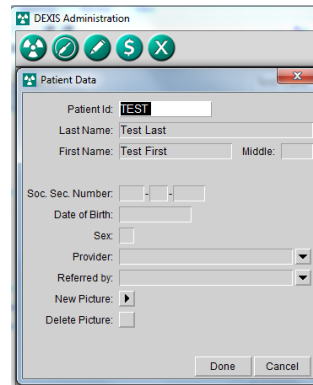 DEXIS Administration
$ X
Patient Data
Patient Id: TEST
Last Name: Test Last
First Name: Test First Middle:
Soc. Sec. Number: - -
Date of Birth:
Sex:
Provider:
Referred by:
New Picture:
Delete Picture:
Done Cancel